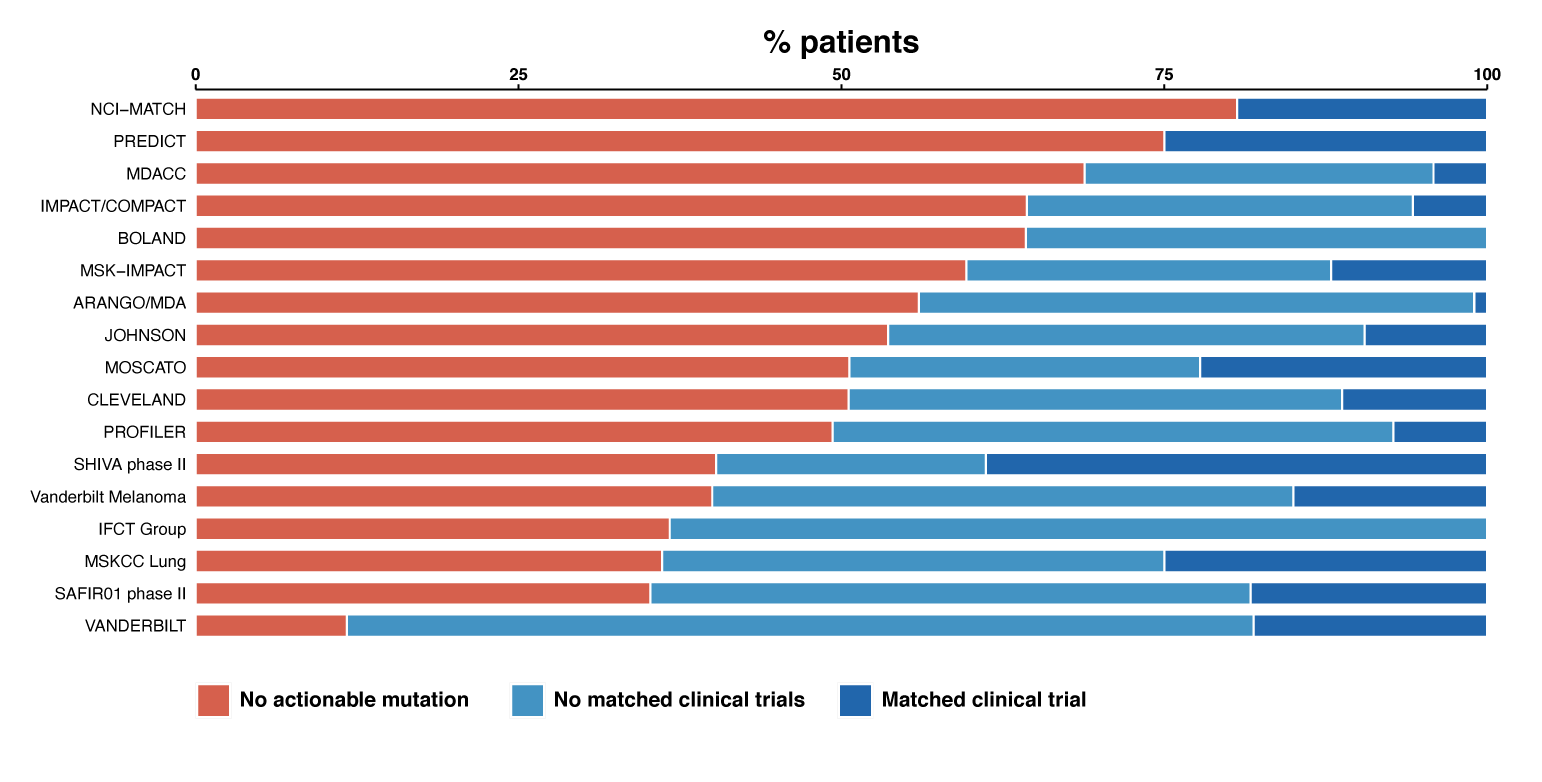 % patients
0 25 50 75 100
NCI−MATCH
PREDICT
MDACC
IMPACT/COMPACT
BOLAND
MSK−IMPACT
ARANGO/MDA
JOHNSON
MOSCATO
CLEVELAND
PROFILER
SHIVA phase II
Vanderbilt Melanoma
IFCT Group
MSKCC Lung
SAFIR01 phase II
VANDERBILT
No actionable mutation No matched clinical trials Matched clinical trial